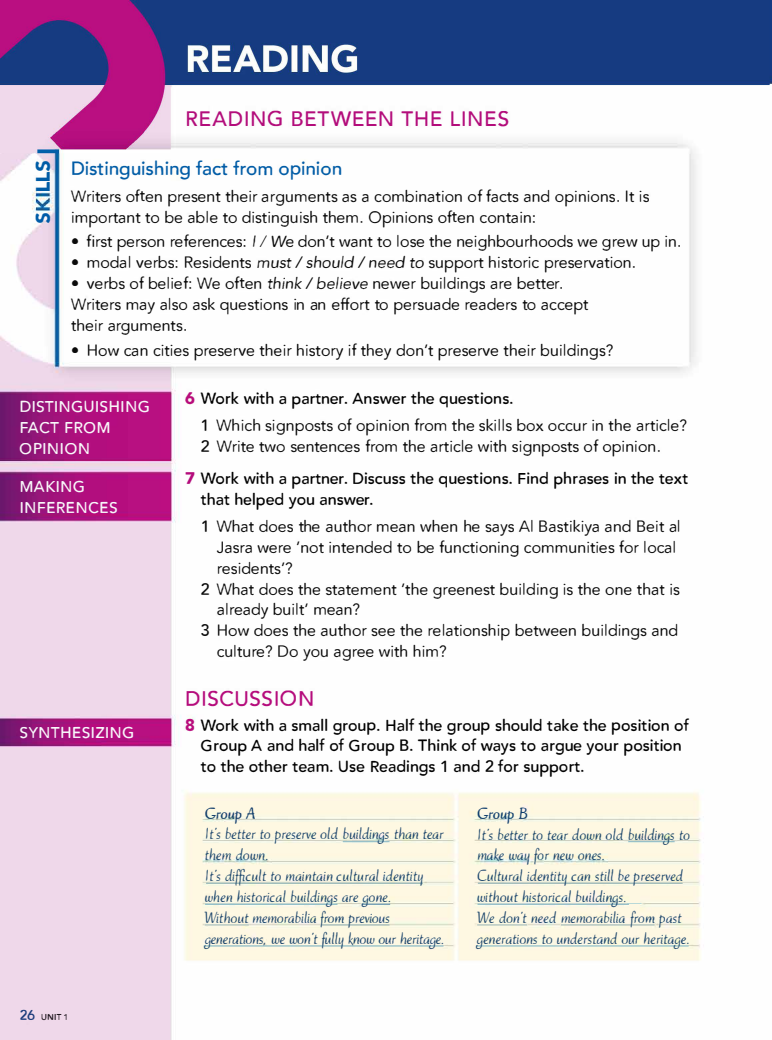 READING
READING BETWEEN THE LINES
SKILLS
Distinguishing fact from opinion
Writers often present their arguments as a combination of facts and opinions. It is
important to be able to distinguish them. Opinions often contain:
• first person references: I / We don't want to lose the neighbourhoods we grew up in.
• modal verbs: Residents must / should / need to support historic preservation.
• verbs of belief: We often think / believe newer buildings are better.
Writers may also ask questions in an effort to persuade readers to accept
their arguments.
• How can cities preserve their history if they don't preserve their buildings?
DISTINGUISHING
FACT FROM
OPINION
6 Work with a partner. Answer the questions.
1 Which signposts of opinion from the skills box occur in the article?
2 Write two sentences from the article with signposts of opinion.
MAKING
INFERENCES
7 Work with a partner. Discuss the questions. Find phrases in the text
that helped you answer.
1 What does the author mean when he says Al Bastikiya and Beit al
Jasra were 'not intended to be functioning communities for local
residents'?
2 What does the statement 'the greenest building is the one that is
already built' mean?
3 How does the author see the relationship between buildings and
culture? Do you agree with him?
DISCUSSION
SYNTHESIZING
8 Work with a small group. Half the group should take the position of
Group A and half of Group B. Think of ways to argue your position
to the other team. Use Readings 1 and 2 for support.
Group A
It's better to preserve old buildings than tear
them down.
It's difficult to maintain cultural identity
when historical buildings are gone.
Without memorabilia from previous
generations, we won't fully know our heritage.
Group B
It's better to tear down old buildings to
make way for new ones.
Cultural identity can still be preserved
without historical buildings.
We don't need memorabilia from past
generations to understand our heritage.
26 UNIT 1